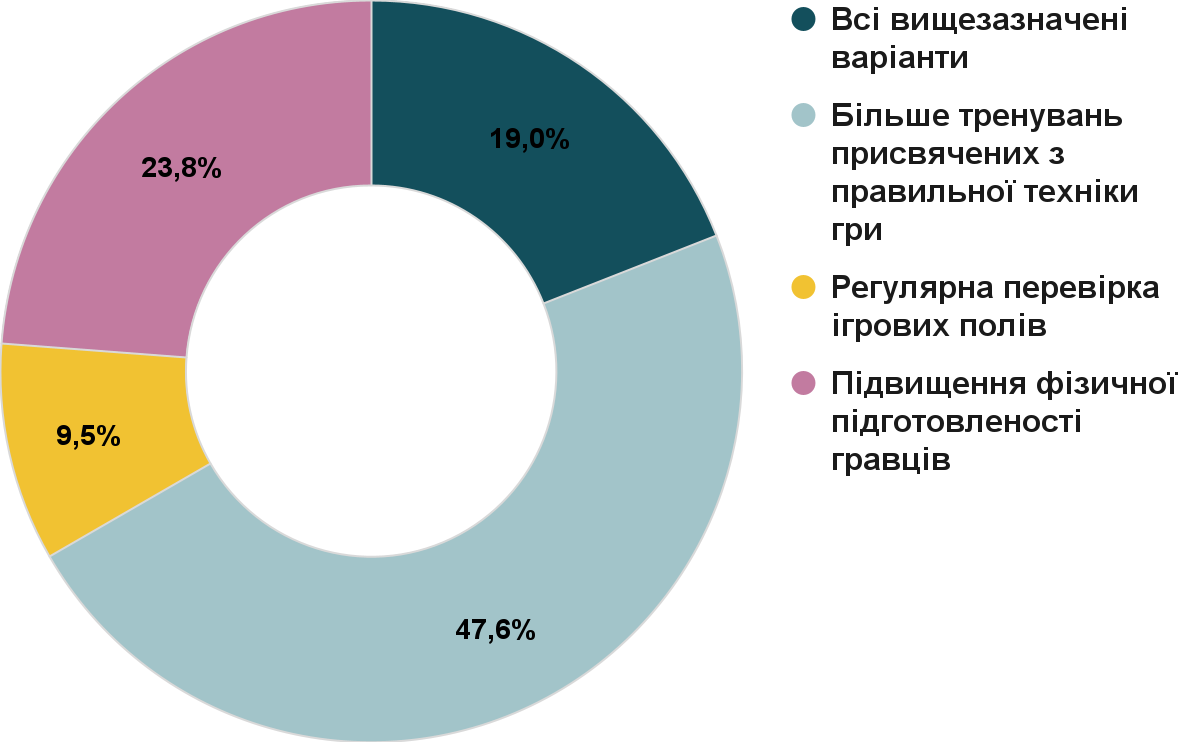 19,0%
23,8%
9,5%
47,6%
Всі вищезазначені
варіанти
Більше тренувань
присвячених з
правильної техніки
гри
Регулярна перевірка
ігрових полів
Підвищення фізичної
підготовленості
гравців